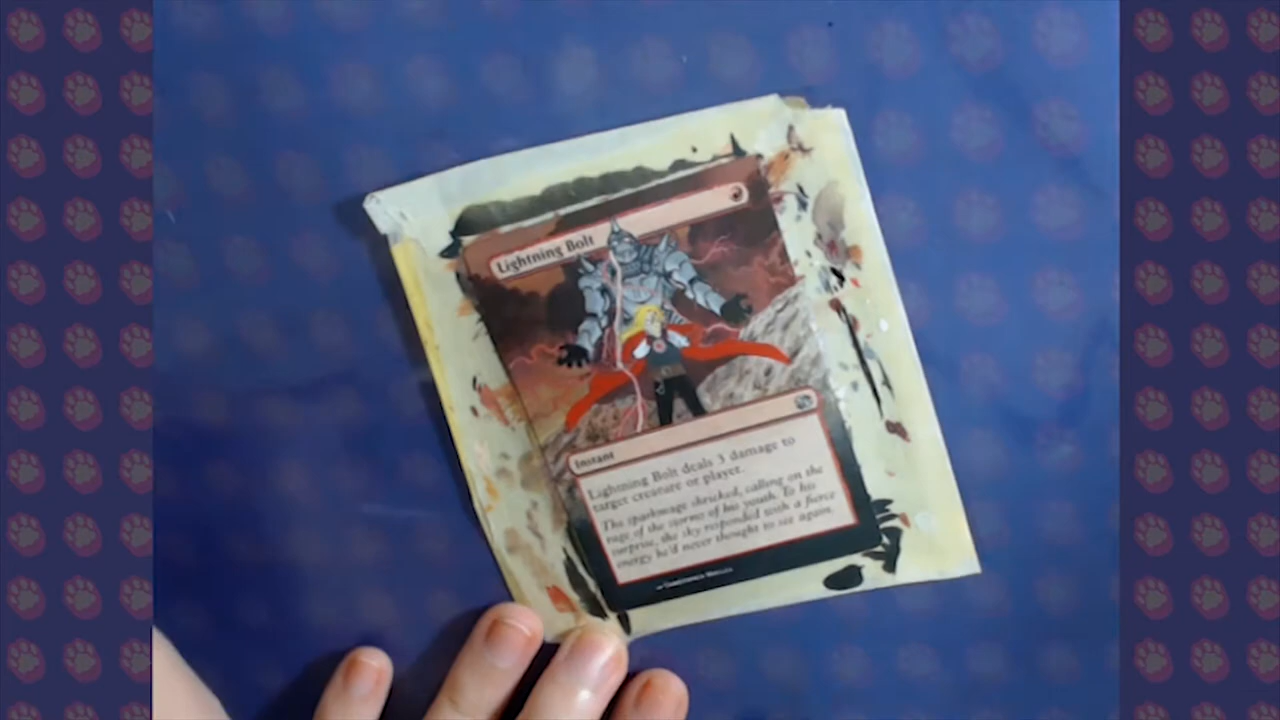 Lightning Bolt
Instant
Lightning Bolt deals 3 damage to
target creature or player.
The sparkmage shrieked, calling on the
rage of the storms of his youth. To his
surprise, the sky responded with a fierce
energy he'd never thought to see again.